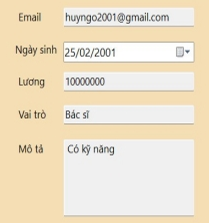 Email huyngo2001@gmail.com
Ngày sinh 25/02/2001
Lương 10000000
Vai trò Bác sĩ
Mô tả Có kỹ năng